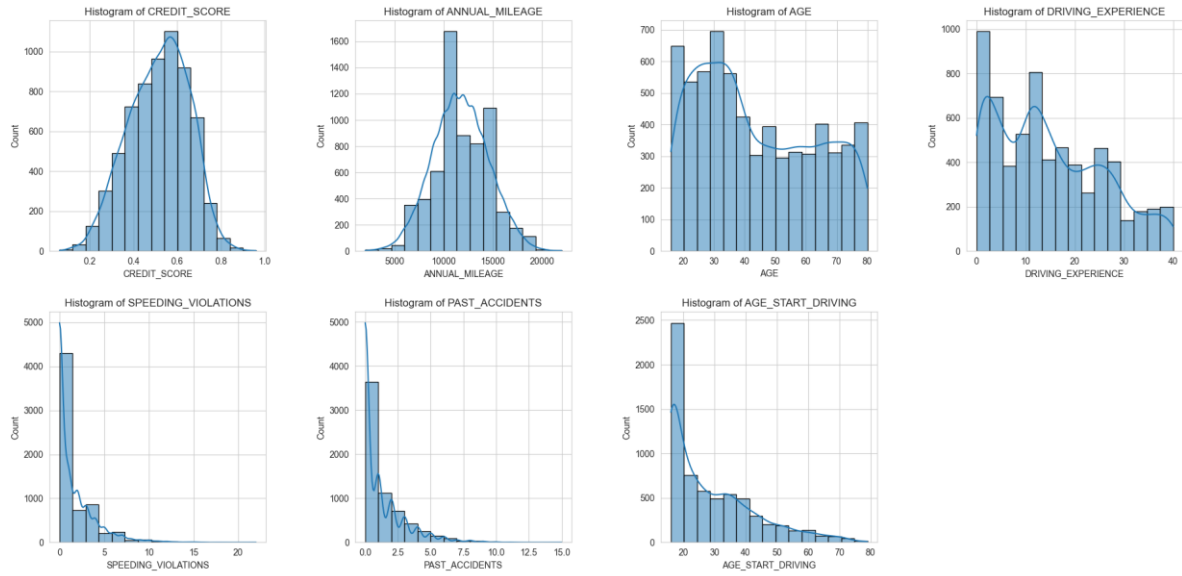 Histogram of CREDIT_SCORE
1000
800
600
400
200
0
Count
0.2 0.4 0.6 0.8 1.0
CREDIT_SCORE
Histogram of ANNUAL_MILEAGE
1600
1400
1200
1000
800
600
400
200
0
Count
5000 10000 15000 20000
ANNUAL_MILEAGE
Histogram of AGE
700
600
500
400
300
200
100
0
Count
20 30 40 50 60 70 80
AGE
Histogram of DRIVING_EXPERIENCE
1000
800
600
400
200
0
Count
0 10 20 30 40
DRIVING_EXPERIENCE
Histogram of SPEEDING_VIOLATIONS
5000
4000
3000
2000
1000
0
Count
0 5 10 15 20
SPEEDING_VIOLATIONS
Histogram of PAST_ACCIDENTS
5000
4000
3000
2000
1000
0
Count
0.0 2.5 5.0 7.5 10.0 12.5 15.0
PAST_ACCIDENTS
Histogram of AGE_START_DRIVING
2500
2000
1500
1000
500
0
Count
20 30 40 50 60 70 80
AGE_START_DRIVING